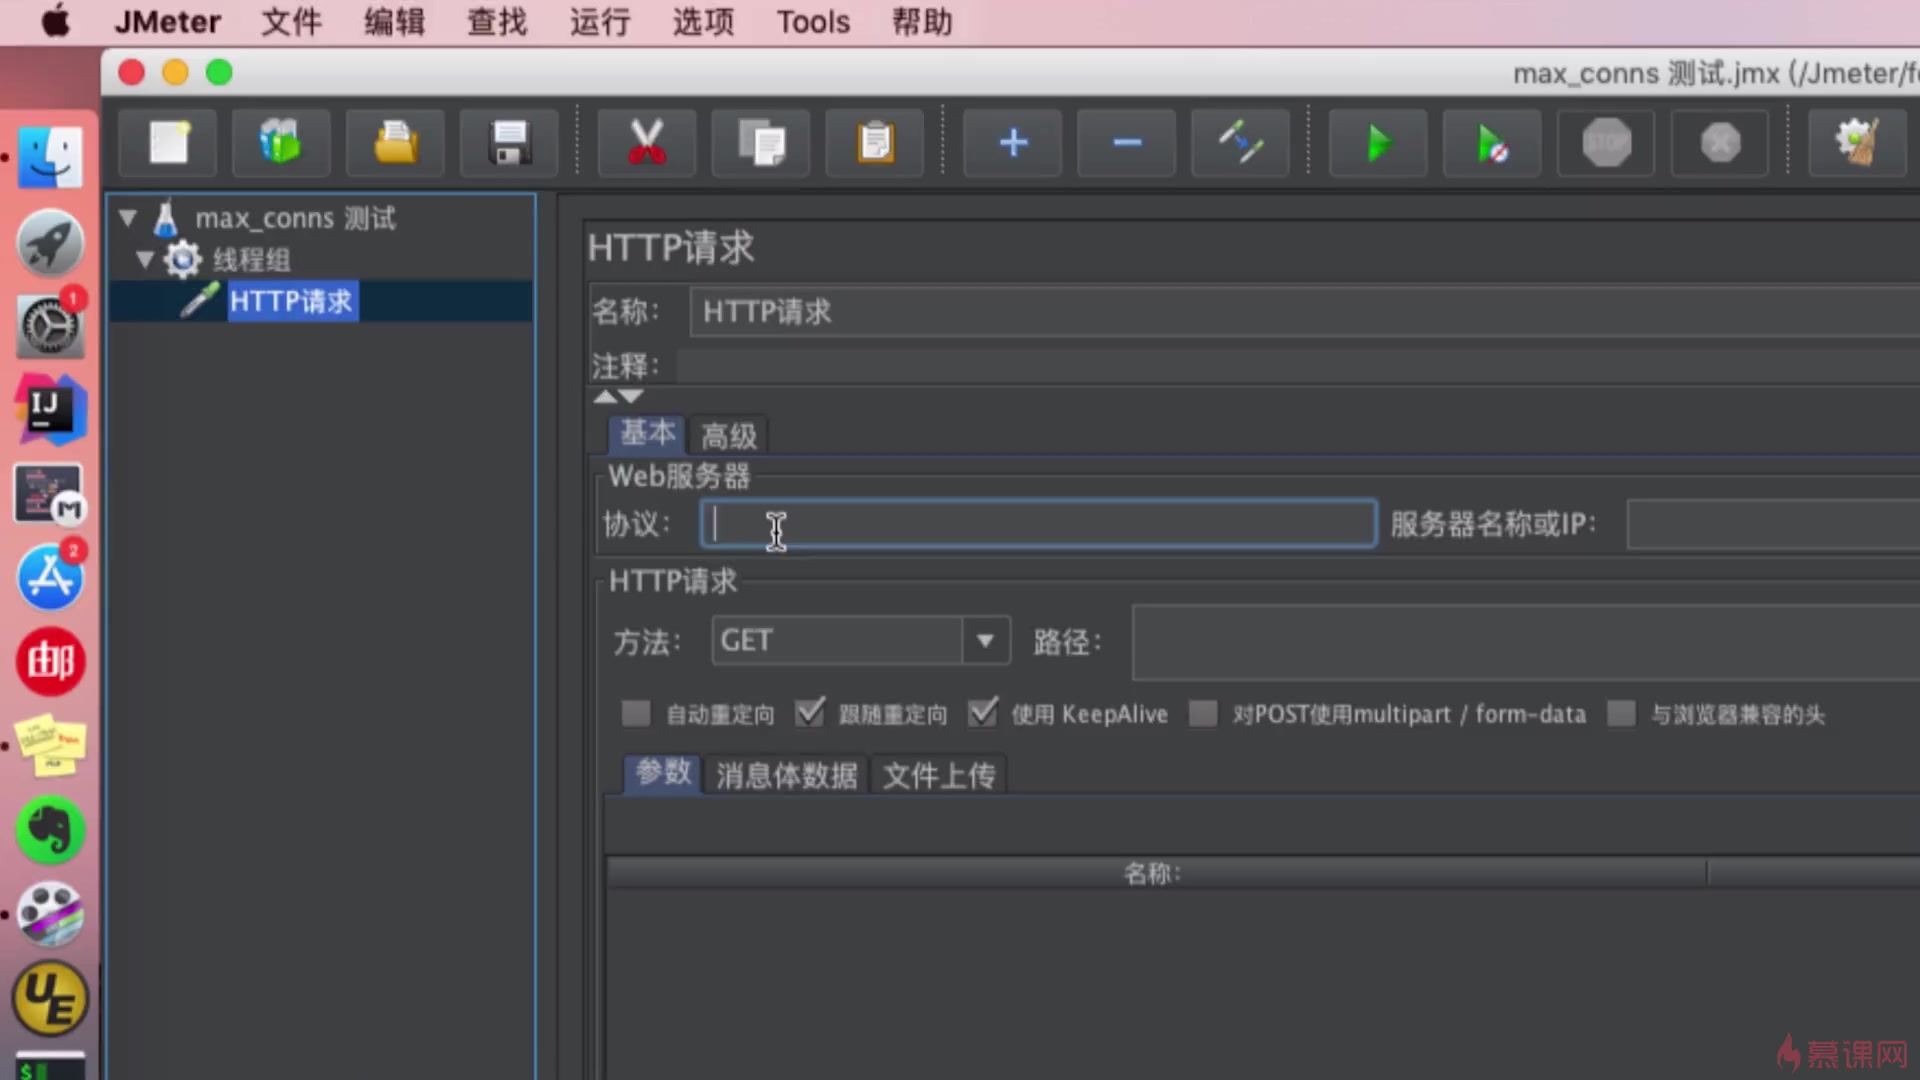 JMeter 文件 编辑 查找 运行 选项 Tools 帮助
max_conns 测试.jmx (/Jmeter/f
STOP
max_conns 测试
线程组
HTTP请求
HTTP请求
名称: HTTP请求
注释:
基本 高级
Web服务器
协议: 服务器名称或IP:
HTTP请求
方法: GET 路径:
自动重定向 跟随重定向 使用 KeepAlive 对POST使用multipart / form-data 与浏览器兼容的头
参数 消息体数据 文件上传
名称:
1
IJ
M
2
邮
UE
$
慕课网